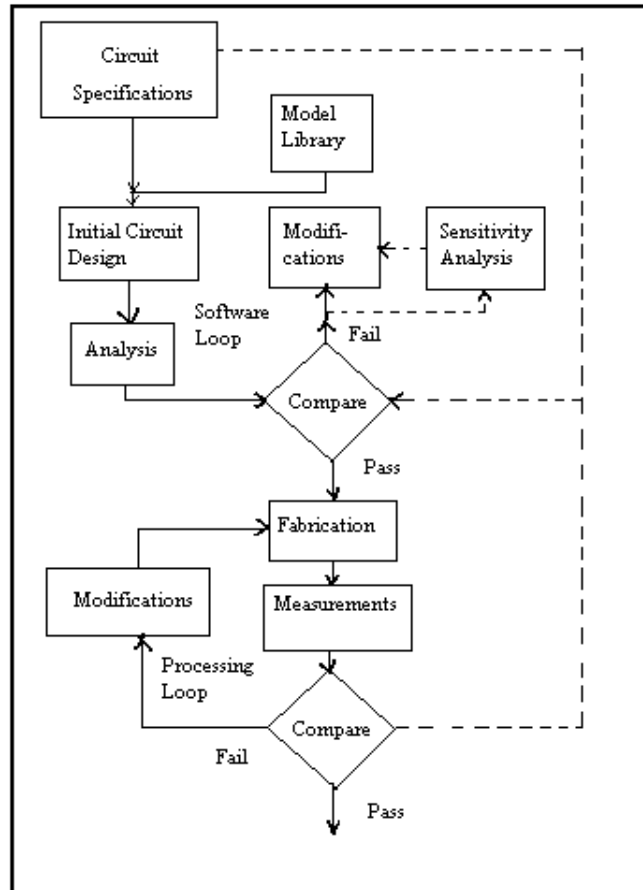 Circuit
Specifications
Model
Library
Initial Circuit
Design
Modifi-
cations
Sensitivity
Analysis
Software
Loop
Analysis
Fail
Compare
Pass
Fabrication
Modifications
Measurements
Processing
Loop
Compare
Fail
Pass